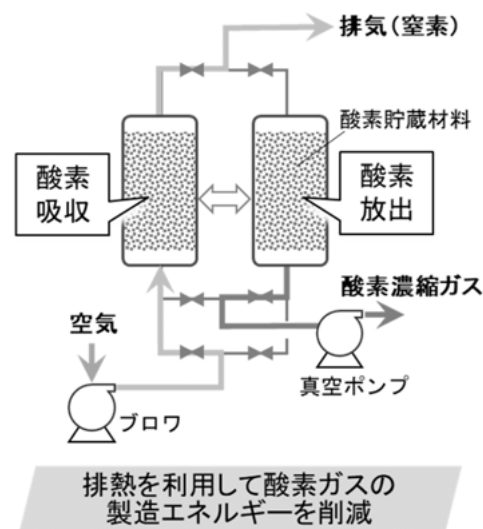 排気(窒素)
酸素貯蔵材料
酸素
吸収
酸素
放出
酸素濃縮ガス
空気
真空ポンプ
ブロワ
排熱を利用して酸素ガスの
製造エネルギーを削減